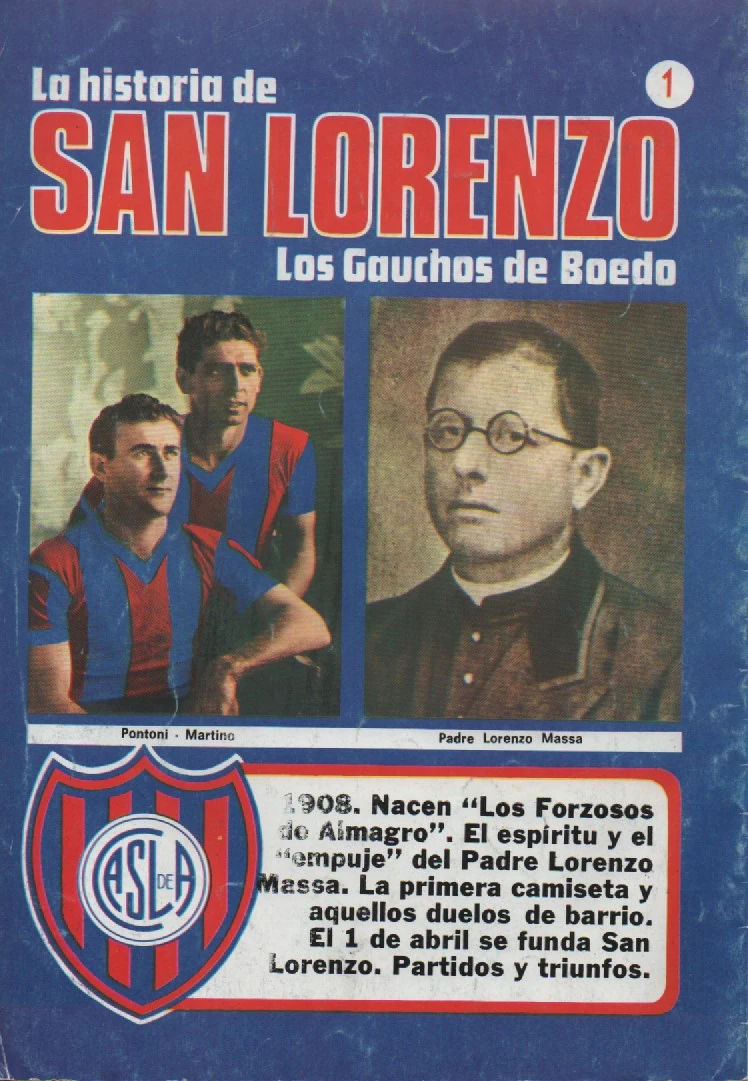 La historia de
1
SAN LORENZO
Los Gauchos de Boedo
Pontoni - Martino
Padre Lorenzo Massa
1908. Nacen “Los Forzosos
de Almagro”. El espíritu y el
“empuje” del Padre Lorenzo
Massa. La primera camiseta y
aquellos duelos de barrio.
El 1 de abril se funda San
Lorenzo. Partidos y triunfos.
CASLDEA